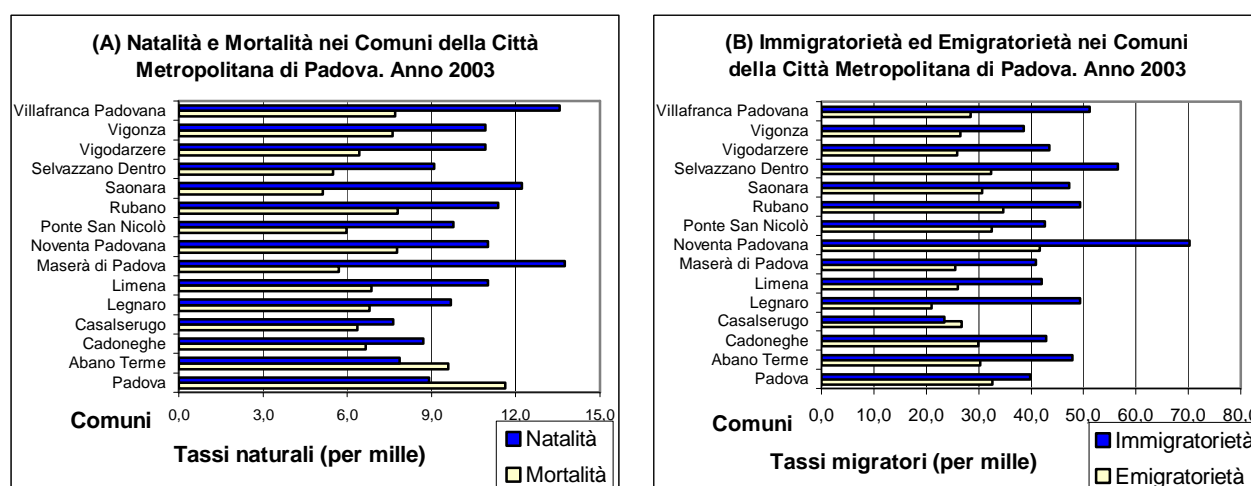 (A) Natalità e Mortalità nei Comuni della Città
Metropolitana di Padova. Anno 2003
Villafranca Padovana
Vigonza
Vigodarzere
Selvazzano Dentro
Saonara
Rubano
Ponte San Nicolò
Noventa Padovana
Maserà di Padova
Limena
Legnaro
Casalserugo
Cadoneghe
Abano Terme
Padova
0,0 3,0 6,0 9,0 12,0 15,0
Comuni
Tassi naturali (per mille)
Natalità
Mortalità
(B) Immigratorietà ed Emigratorietà nei Comuni
della Città Metropolitana di Padova. Anno 2003
Villafranca Padovana
Vigonza
Vigodarzere
Selvazzano Dentro
Saonara
Rubano
Ponte San Nicolò
Noventa Padovana
Maserà di Padova
Limena
Legnaro
Casalserugo
Cadoneghe
Abano Terme
Padova
0,0 10,0 20,0 30,0 40,0 50,0 60,0 70,0 80,0
Comuni
Tassi migratori (per mille)
Immigratorietà
Emigratorietà